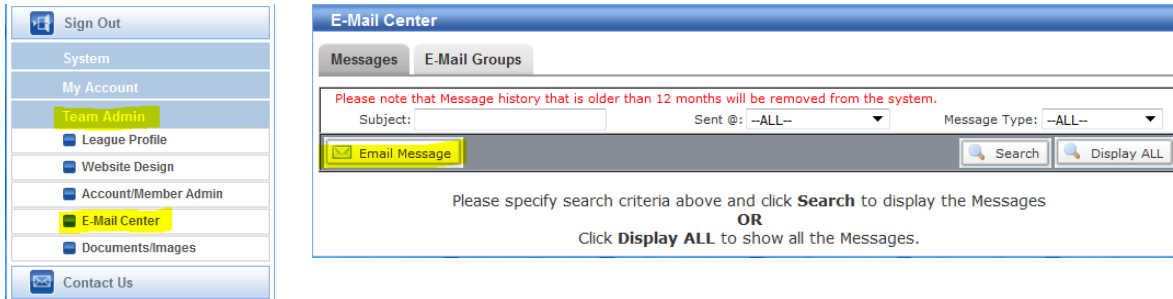 Sign Out
System
My Account
Team Admin
League Profile
Website Design
Account/Member Admin
E-Mail Center
Documents/Images
Contact Us
E-Mail Center
Messages E-Mail Groups
Please note that Message history that is older than 12 months will be removed from the system.
Subject: Sent @: --ALL-- Message Type: --ALL--
Email Message Search Display ALL
Please specify search criteria above and click Search to display the Messages
OR
Click Display ALL to show all the Messages.